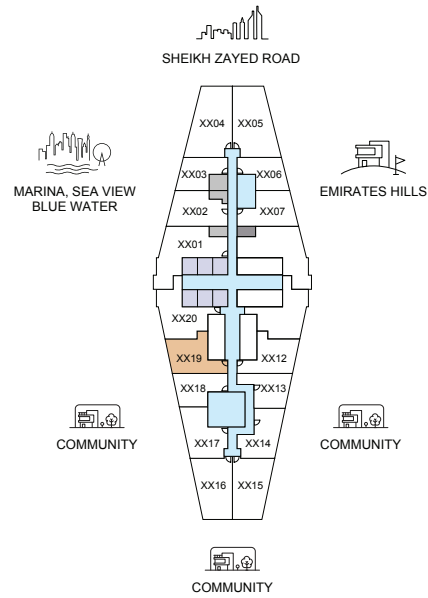 SHEIKH ZAYED ROAD
XX04 XX05
XX03 XX06
MARINA, SEA VIEW
BLUE WATER
EMIRATES HILLS
XX02 XX07
XX01
XX20
XX19 XX12
XX18 XX13
COMMUNITY
COMMUNITY
XX17 XX14
XX16 XX15
COMMUNITY